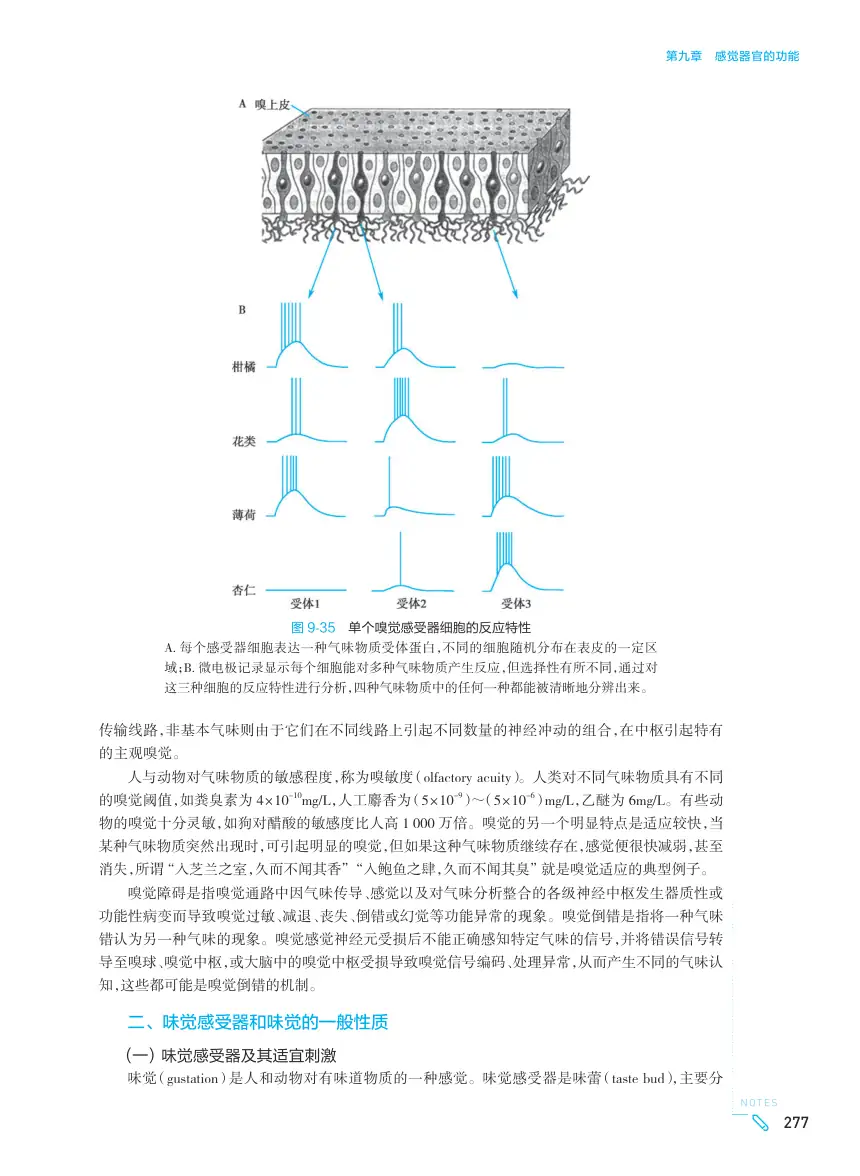 第九章 感觉器官的功能
A 嗅上皮
B
柑橘
花类
薄荷
杏仁
受体1 受体2 受体3
图 9-35 单个嗅觉感受器细胞的反应特性
A. 每个感受器细胞表达一种气味物质受体蛋白,不同的细胞随机分布在表皮的一定区
域;B. 微电极记录显示每个细胞能对多种气味物质产生反应,但选择性有所不同,通过对
这三种细胞的反应特性进行分析,四种气味物质中的任何一种都能被清晰地分辨出来。
传输线路,非基本气味则由于它们在不同线路上引起不同数量的神经冲动的组合,在中枢引起特有
的主观嗅觉。
人与动物对气味物质的敏感程度,称为嗅敏度(olfactory acuity)。人类对不同气味物质具有不同
的嗅觉阈值,如粪臭素为 4×10⁻¹⁰mg/L,人工麝香为(5×10⁻⁹)～(5×10⁻⁶)mg/L,乙醚为 6mg/L。有些动
物的嗅觉十分灵敏,如狗对醋酸的敏感度比人高 1 000 万倍。嗅觉的另一个明显特点是适应较快,当
某种气味物质突然出现时,可引起明显的嗅觉,但如果这种气味物质继续存在,感觉便很快减弱,甚至
消失,所谓“入芝兰之室,久而不闻其香”“入鲍鱼之肆,久而不闻其臭”就是嗅觉适应的典型例子。
嗅觉障碍是指嗅觉通路中因气味传导、感觉以及对气味分析整合的各级神经中枢发生器质性或
功能性病变而导致嗅觉过敏、减退、丧失、倒错或幻觉等功能异常的现象。嗅觉倒错是指将一种气味
错认为另一种气味的现象。嗅觉感觉神经元受损后不能正确感知特定气味的信号,并将错误信号转
导至嗅球、嗅觉中枢,或大脑中的嗅觉中枢受损导致嗅觉信号编码、处理异常,从而产生不同的气味认
知,这些都可能是嗅觉倒错的机制。
二、味觉感受器和味觉的一般性质
(一) 味觉感受器及其适宜刺激
味觉(gustation)是人和动物对有味道物质的一种感觉。味觉感受器是味蕾(taste bud),主要分
NOTES
277